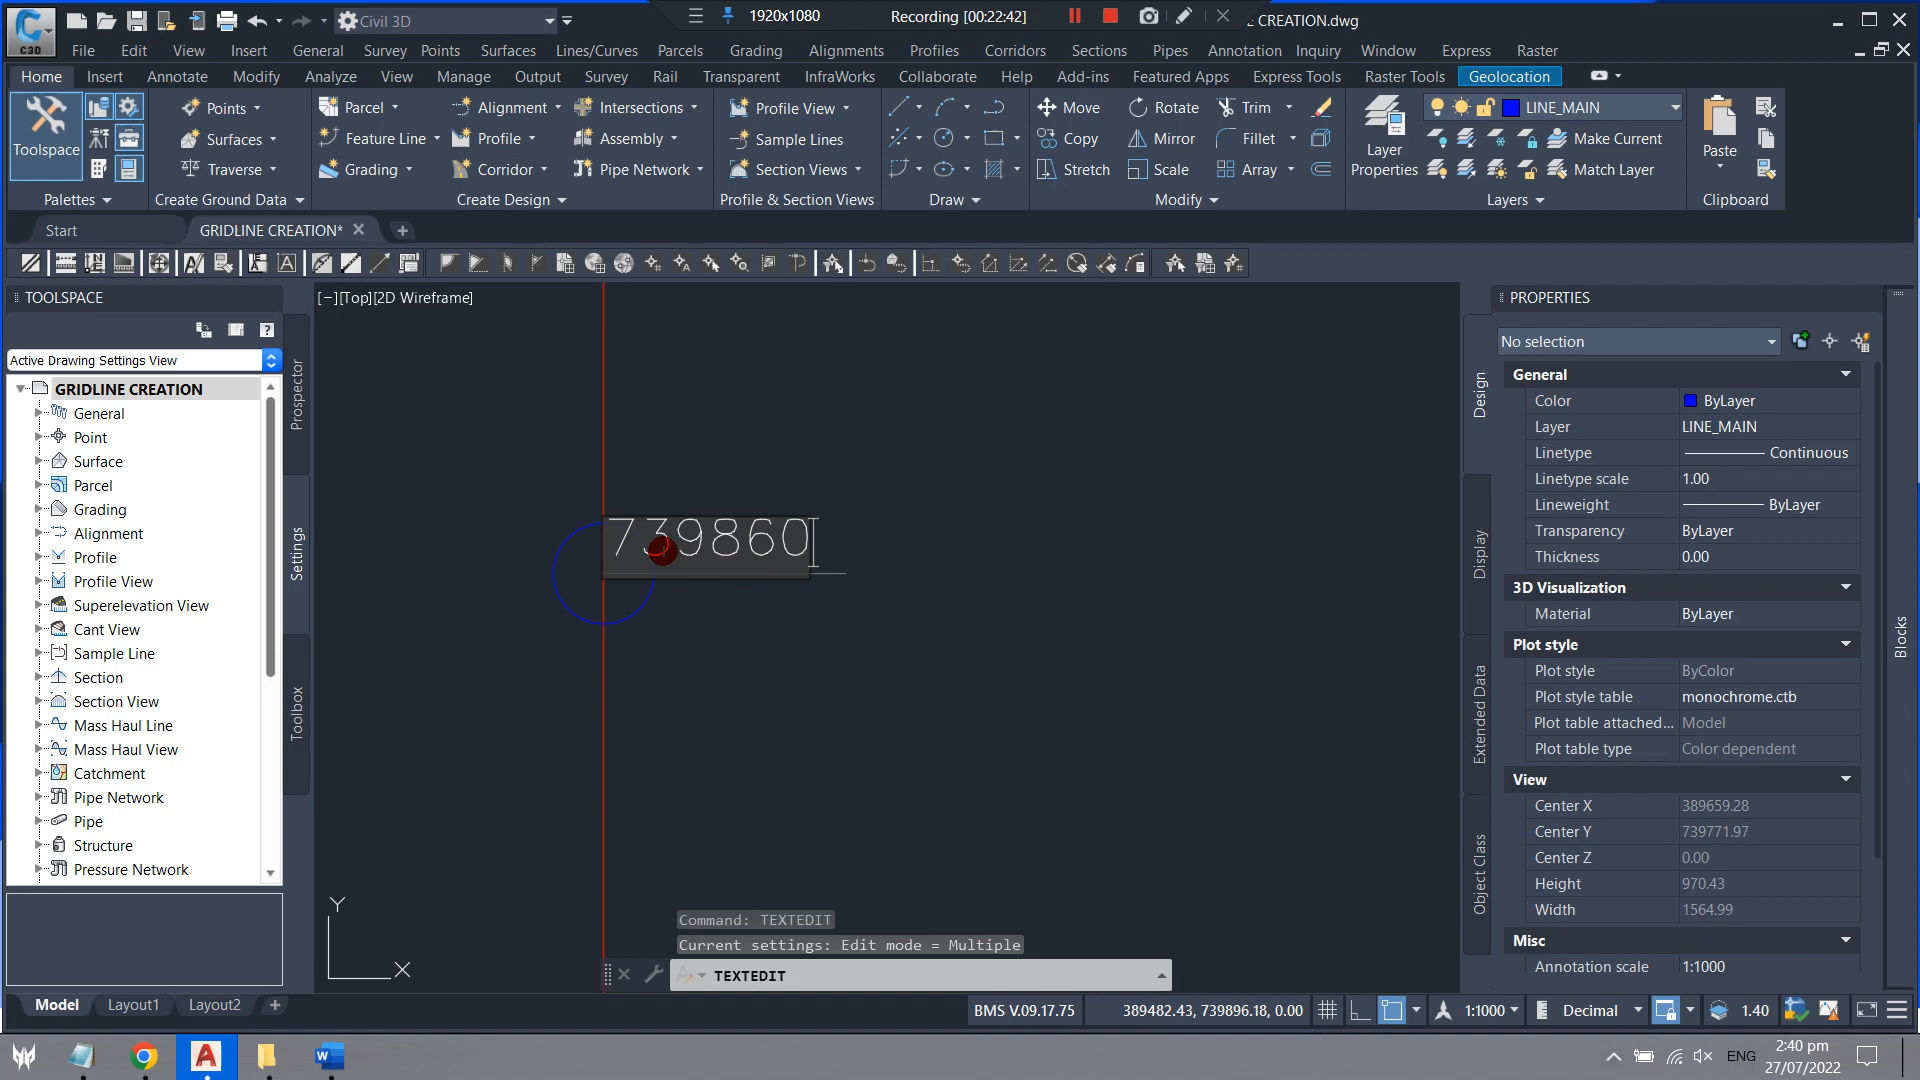 C3D
Civil 3D
1920x1080
Recording [00:22:42]
E CREATION.dwg
File Edit View Insert General Survey Points Surfaces Lines/Curves Parcels Grading Alignments Profiles Corridors Sections Pipes Annotation Inquiry Window Express Raster
Home Insert Annotate Modify Analyze View Manage Output Survey Rail Transparent InfraWorks Collaborate Help Add-ins Featured Apps Express Tools Raster Tools Geolocation
Points Parcel Alignment Intersections Profile View Move Rotate Trim LINE_MAIN
Toolspace Surfaces Feature Line Profile Assembly Sample Lines Copy Mirror Fillet Layer Properties Make Current Paste
Traverse Grading Corridor Pipe Network Section Views Stretch Scale Array Match Layer
Palettes Create Ground Data Create Design Profile & Section Views Draw Modify Layers Clipboard
Start GRIDLINE CREATION*
TOOLSPACE
Active Drawing Settings View
GRIDLINE CREATION
General
Point
Surface
Parcel
Grading
Alignment
Profile
Profile View
Superelevation View
Cant View
Sample Line
Section
Section View
Mass Haul Line
Mass Haul View
Catchment
Pipe Network
Pipe
Structure
Pressure Network
Prospector
Settings
Toolbox
[−][Top][2D Wireframe]
739860
Y
X
Command: TEXTEDIT
Current settings: Edit mode = Multiple
TEXTEDIT
PROPERTIES
No selection
General
Color ByLayer
Layer LINE_MAIN
Linetype Continuous
Linetype scale 1.00
Lineweight ByLayer
Transparency ByLayer
Thickness 0.00
3D Visualization
Material ByLayer
Plot style
Plot style ByColor
Plot style table monochrome.ctb
Plot table attached... Model
Plot table type Color dependent
View
Center X 389659.28
Center Y 739771.97
Center Z 0.00
Height 970.43
Width 1564.99
Misc
Annotation scale 1:1000
Design
Display
Extended Data
Object Class
Blocks
Model Layout1 Layout2
BMS V.09.17.75 389482.43, 739896.18, 0.00 1:1000 Decimal 1.40
ENG
2:40 pm
27/07/2022